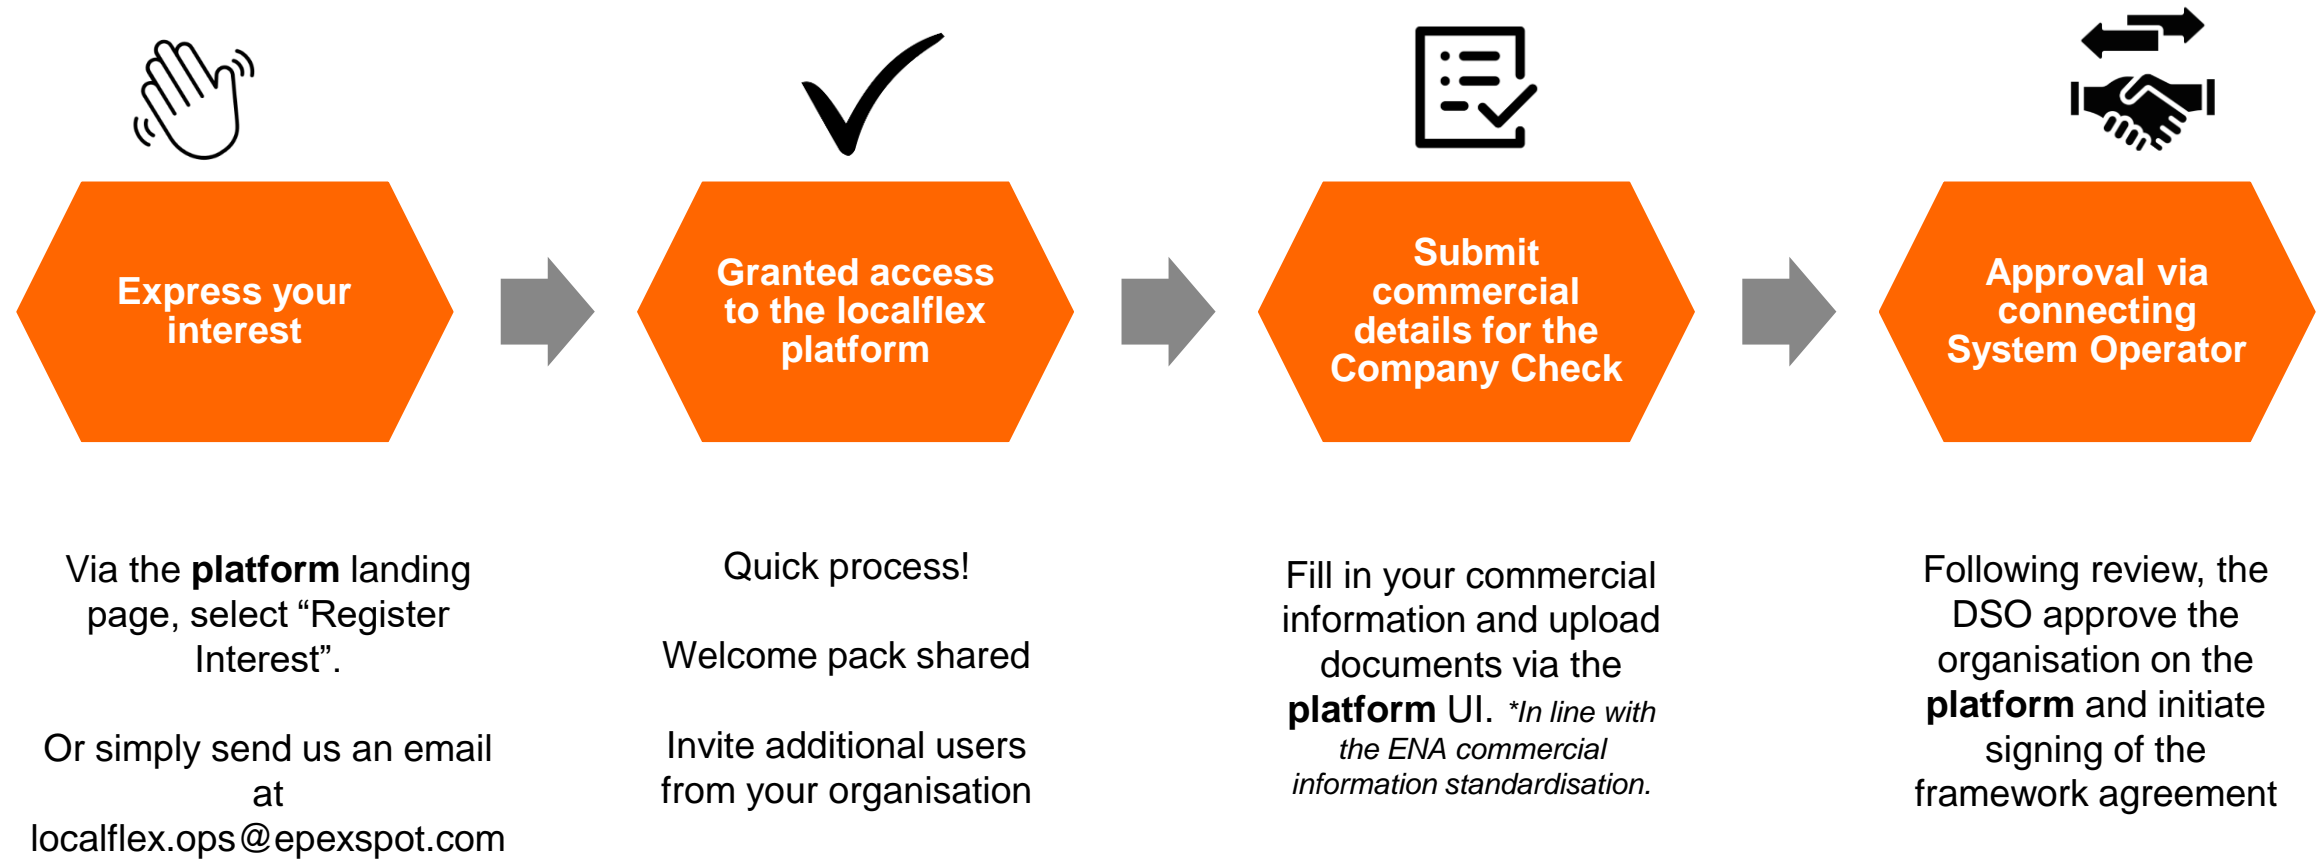 Express your
interest
Granted access
to the localflex
platform
Submit
commercial
details for the
Company Check
Approval via
connecting
System Operator
Via the platform landing
page, select “Register
Interest”.
Or simply send us an email
at
localflex.ops@epexspot.com
Quick process!
Welcome pack shared
Invite additional users
from your organisation
Fill in your commercial
information and upload
documents via the
platform UI. *In line with
the ENA commercial
information standardisation.
Following review, the
DSO approve the
organisation on the
platform and initiate
signing of the
framework agreement